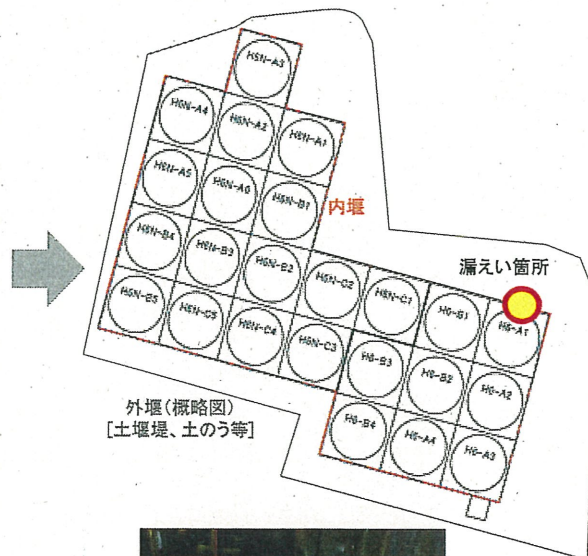 H5N-A3
H5N-A4
H5N-A2
H5N-A1
H5N-A5
H5N-A6
H5N-B1
内堰
H5N-B4
H5N-B3
H5N-B2
H5N-C2
H5N-C1
H6-B1
漏えい箇所
H6-A1
H5N-B5
H5N-C5
H5N-C4
H5N-C3
H6-B3
H6-B2
H6-A2
H6-B4
H6-A4
H6-A3
外堰(概略図)
[土堰堤、土のう等]